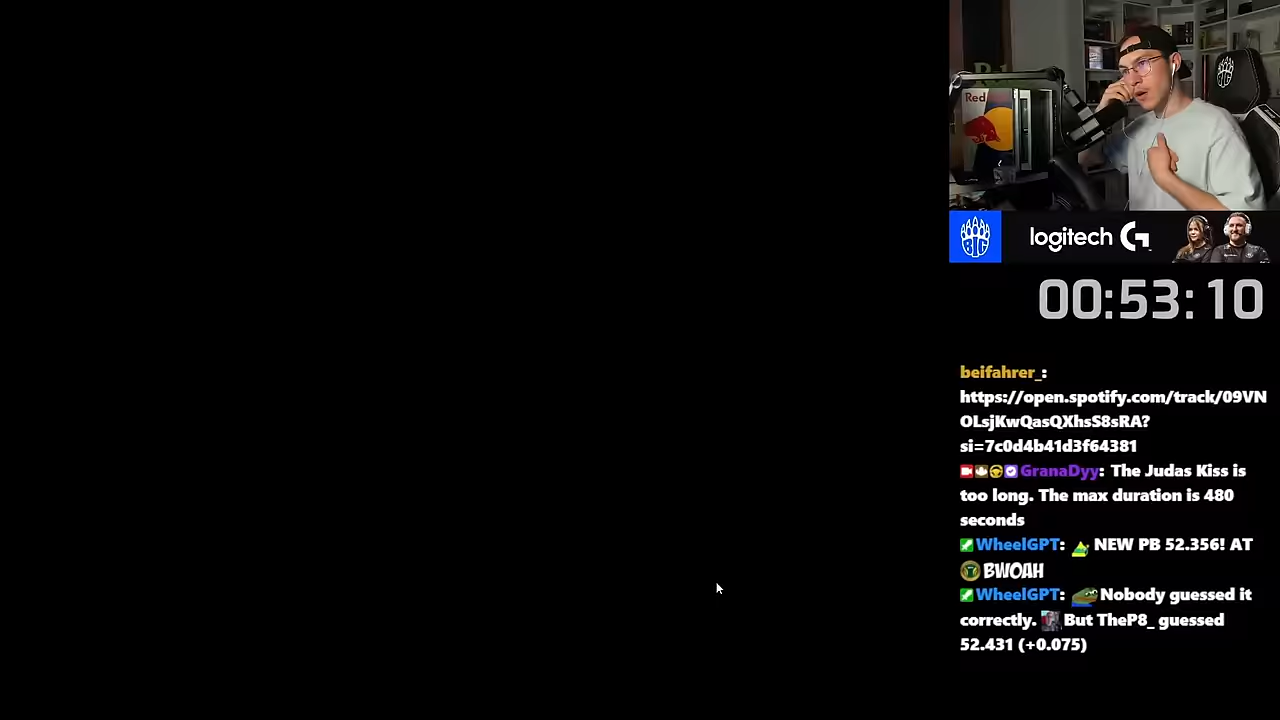 Red
BIG
logitech G
00:53:10
beifahrer_:
https://open.spotify.com/track/09VN
OLsjKwQasQXhsS8sRA?
si=7c0d4b41d3f64381
GranaDyy: The Judas Kiss is
too long. The max duration is 480
seconds
WheelGPT: NEW PB 52.356! AT
BWOAH
WheelGPT: Nobody guessed it
correctly. But TheP8_ guessed
52.431 (+0.075)